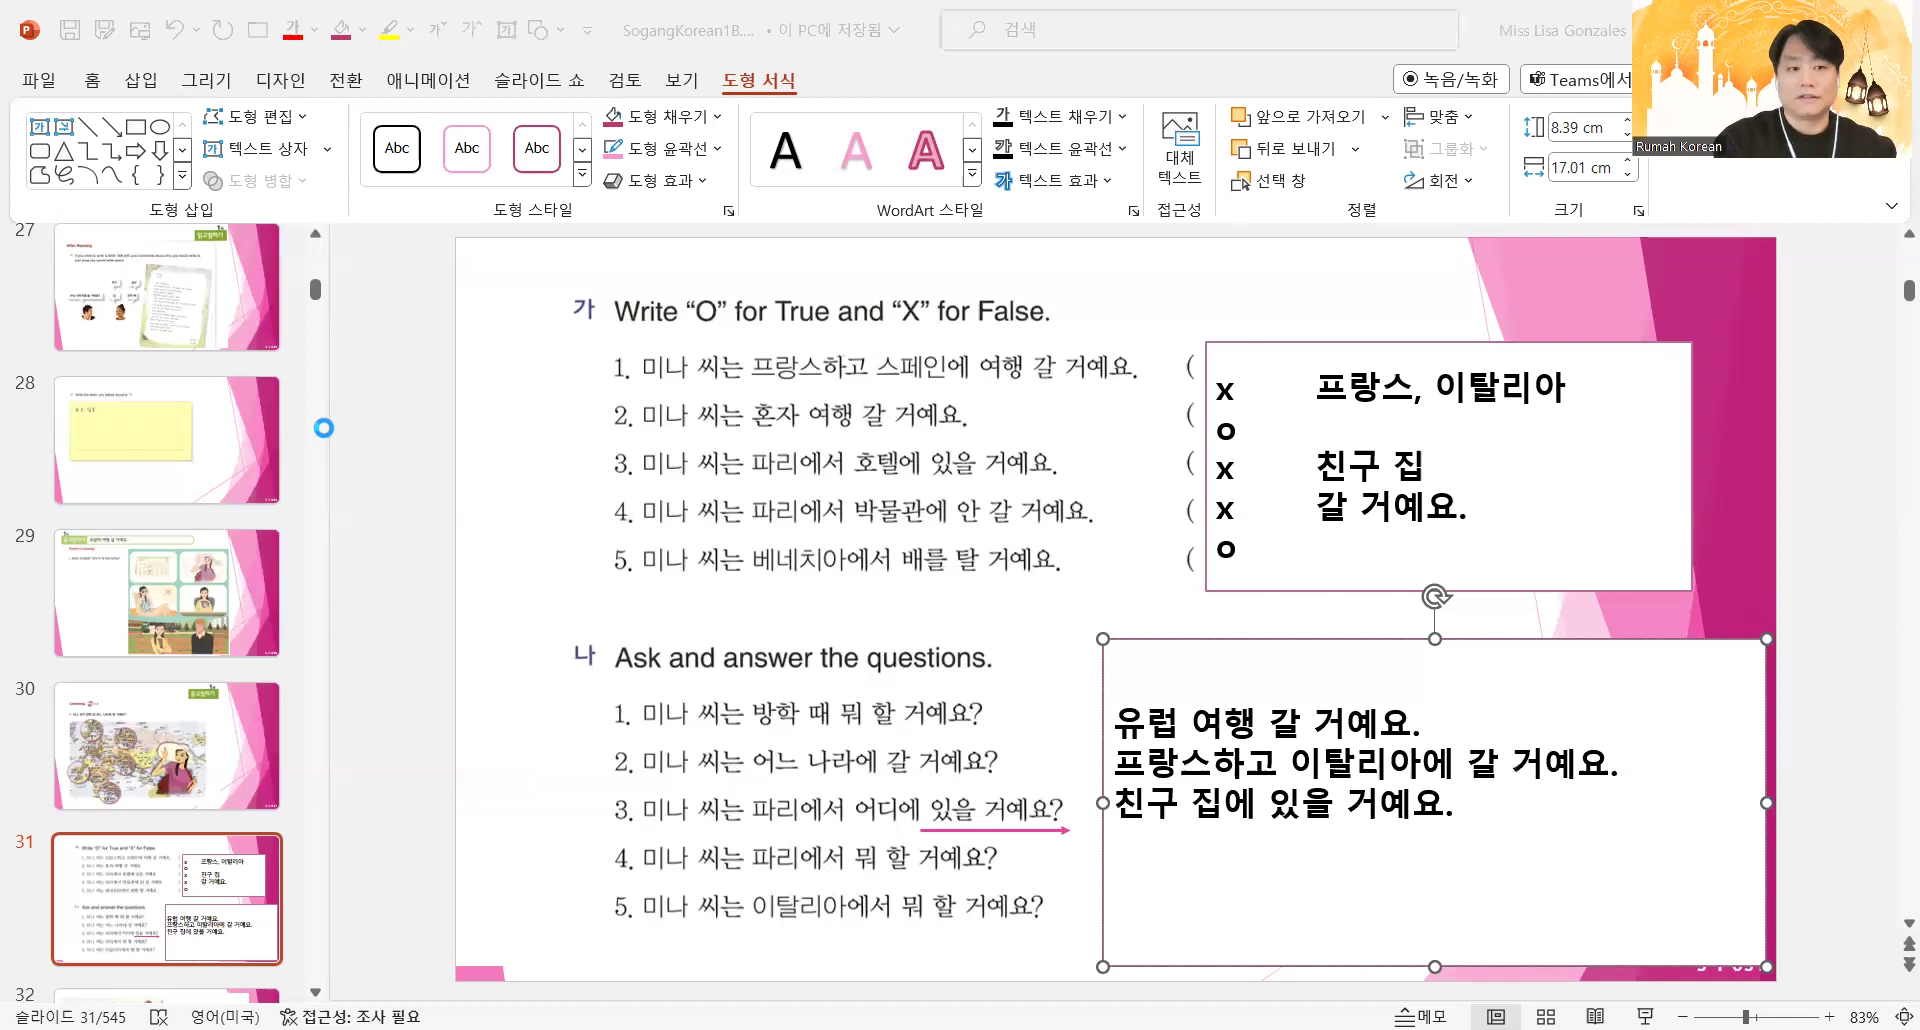 SogangKorean1B.... • 이 PC에 저장됨
검색
Miss Lisa Gonzales
파일 홈 삽입 그리기 디자인 전환 애니메이션 슬라이드 쇼 검토 보기 도형 서식
녹음/녹화 Teams에서
도형 편집
텍스트 상자
도형 병합
도형 삽입
Abc Abc Abc
도형 채우기
도형 윤곽선
도형 효과
도형 스타일
A A A
텍스트 채우기
텍스트 윤곽선
텍스트 효과
WordArt 스타일
대체
텍스트
접근성
앞으로 가져오기
뒤로 보내기
선택 창
맞춤
그룹화
회전
정렬
8.39 cm
17.01 cm
크기
Rumah Korean
27
28
29
30
31
32
가 Write “O” for True and “X” for False.
1. 미나 씨는 프랑스하고 스페인에 여행 갈 거예요. (
2. 미나 씨는 혼자 여행 갈 거예요. (
3. 미나 씨는 파리에서 호텔에 있을 거예요. (
4. 미나 씨는 파리에서 박물관에 안 갈 거예요. (
5. 미나 씨는 베네치아에서 배를 탈 거예요. (
x 프랑스, 이탈리아
o
x 친구 집
x 갈 거예요.
o
나 Ask and answer the questions.
1. 미나 씨는 방학 때 뭐 할 거예요?
2. 미나 씨는 어느 나라에 갈 거예요?
3. 미나 씨는 파리에서 어디에 있을 거예요?
4. 미나 씨는 파리에서 뭐 할 거예요?
5. 미나 씨는 이탈리아에서 뭐 할 거예요?
유럽 여행 갈 거예요.
프랑스하고 이탈리아에 갈 거예요.
친구 집에 있을 거예요.
슬라이드 31/545 영어(미국) 접근성: 조사 필요
메모 83%